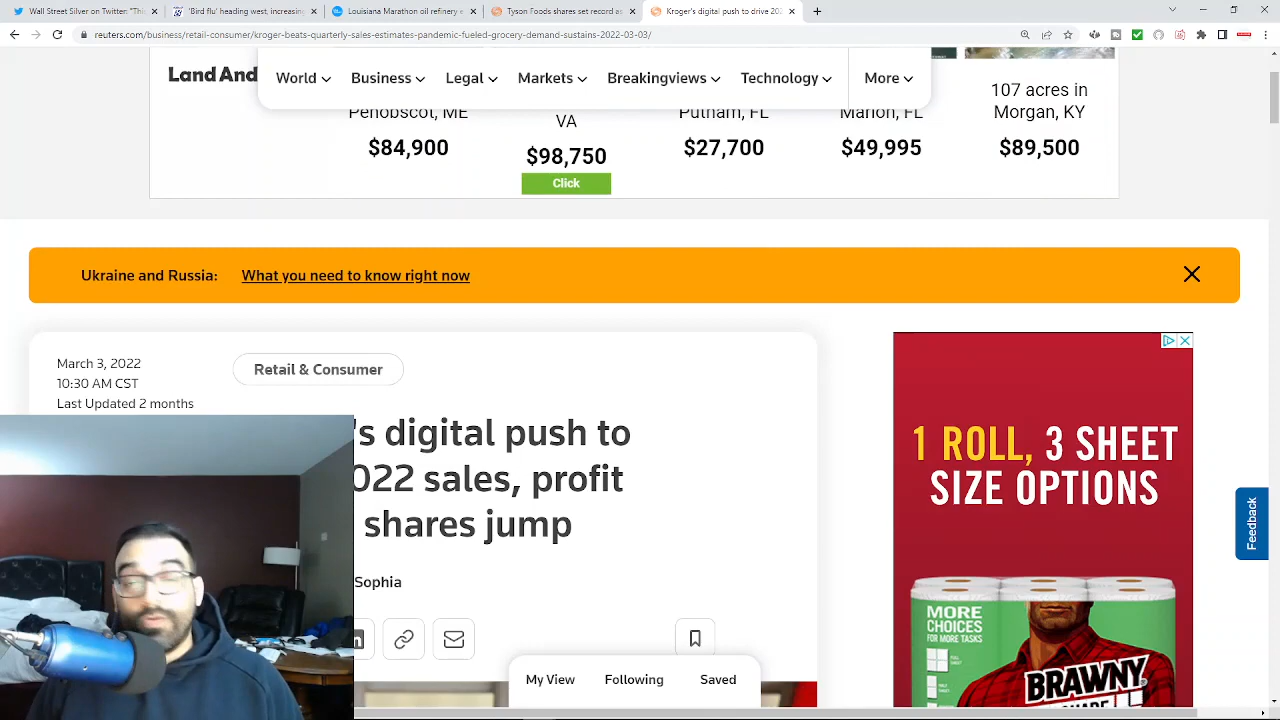 Wall Street Silver on Twitter: "Thi
'Bird flu' heading west, increasing
Louisiana Marathon oil refinery e
Tyson Foods shares set record as
Kroger's digital push to drive 202
reuters.com/business/retail-consumer/kroger-beats-quarterly-sales-estimates-pandemic-fueled-grocery-demand-sustains-2022-03-03/
Land And
World
Business
Legal
Markets
Breakingviews
Technology
More
Penobscot, ME
$84,900
VA
$98,750
Click
Putnam, FL
$27,700
Marion, FL
$49,995
107 acres in
Morgan, KY
$89,500
Ukraine and Russia: What you need to know right now
March 3, 2022
10:30 AM CST
Last Updated 2 months
Retail & Consumer
's digital push to
022 sales, profit
shares jump
Sophia
My View
Following
Saved
1 ROLL, 3 SHEET
SIZE OPTIONS
MORE
CHOICES
FOR MORE TASKS
BRAWNY
Feedback